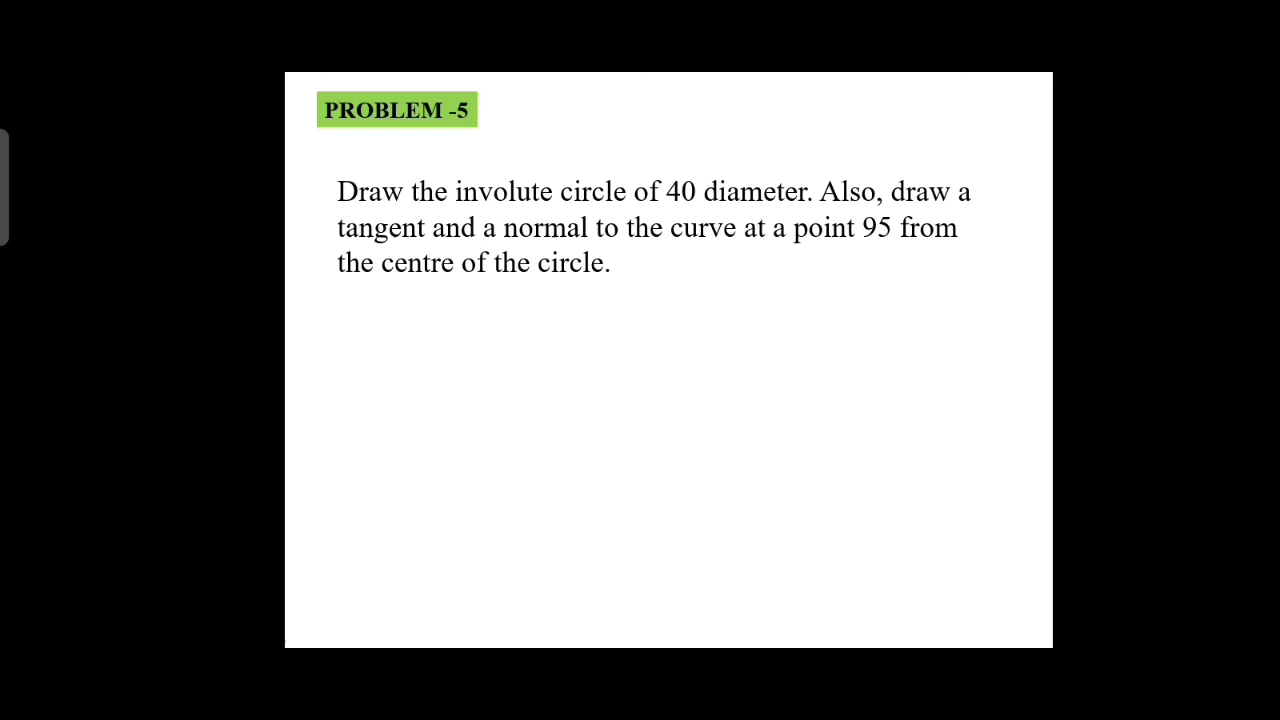 PROBLEM -5
Draw the involute circle of 40 diameter. Also, draw a
tangent and a normal to the curve at a point 95 from
the centre of the circle.